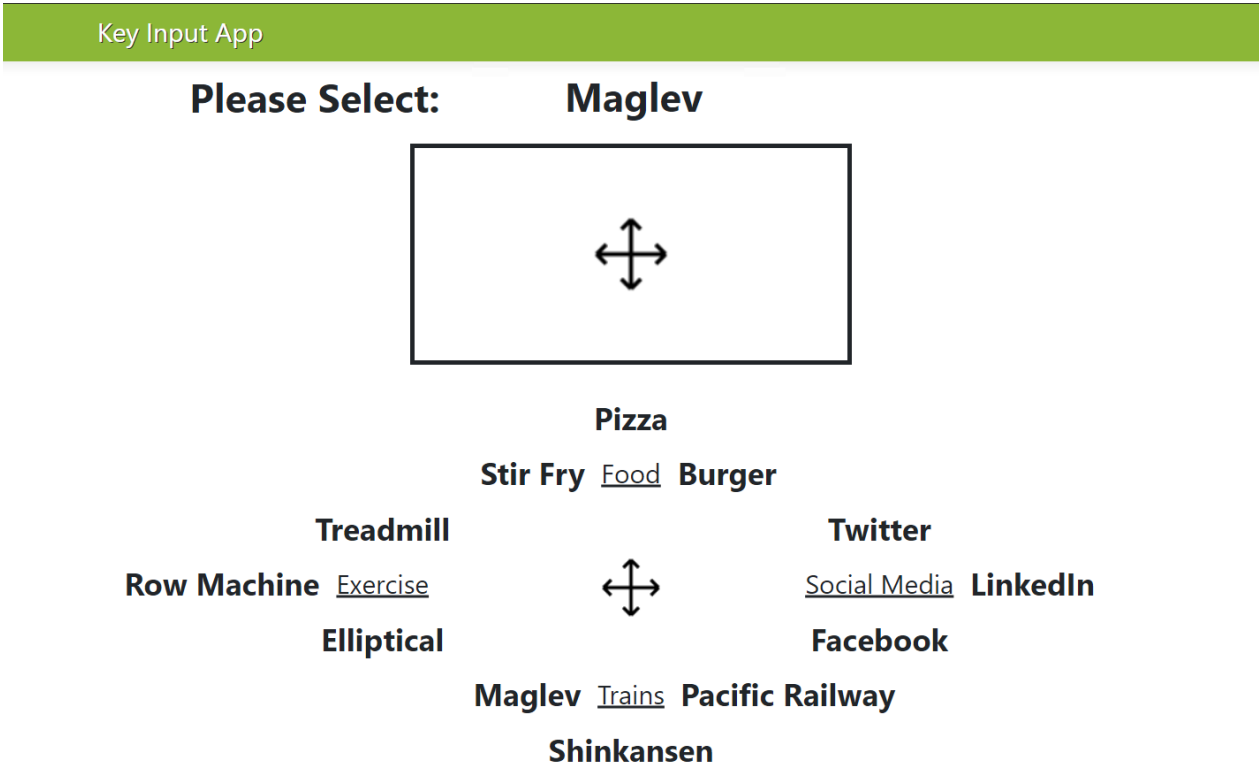 Key Input App
Please Select: Maglev
Pizza
Stir Fry Food Burger
Treadmill Twitter
Row Machine Exercise Social Media LinkedIn
Elliptical Facebook
Maglev Trains Pacific Railway
Shinkansen